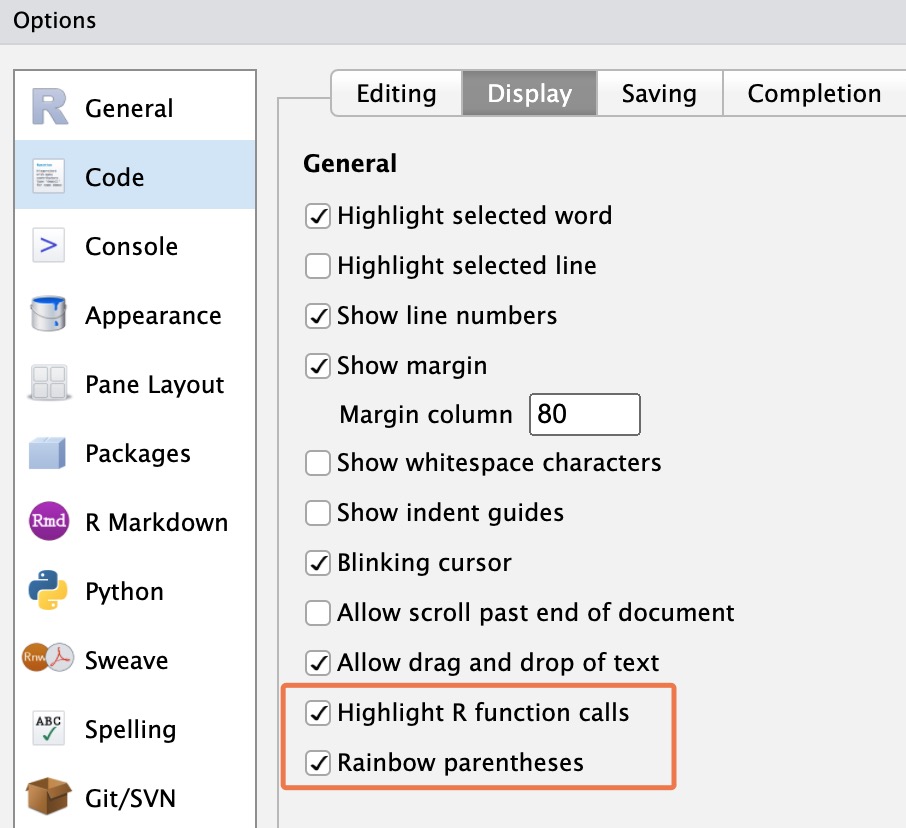 Options
General
Code
Console
Appearance
Pane Layout
Packages
Rmd R Markdown
Python
Rnw Sweave
ABC Spelling
Git/SVN
Editing Display Saving Completion
General
Highlight selected word
Highlight selected line
Show line numbers
Show margin
Margin column 80
Show whitespace characters
Show indent guides
Blinking cursor
Allow scroll past end of document
Allow drag and drop of text
Highlight R function calls
Rainbow parentheses